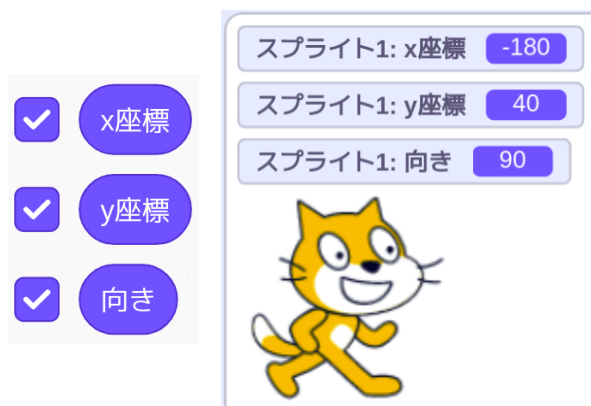 x座標
y座標
向き
スプライト1: x座標 -180
スプライト1: y座標 40
スプライト1: 向き 90